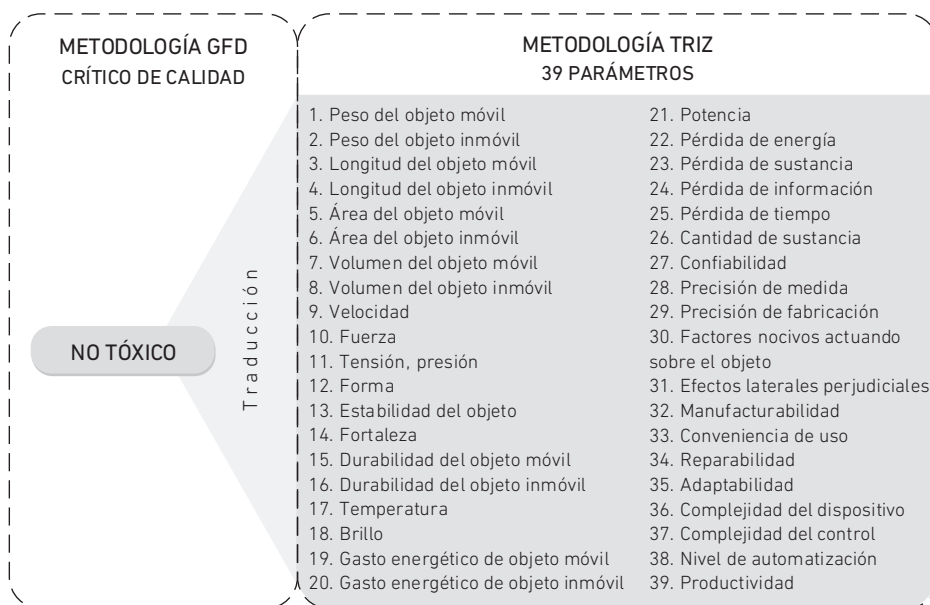 METODOLOGÍA GFD
CRÍTICO DE CALIDAD
NO TÓXICO
Traducción
METODOLOGÍA TRIZ
39 PARÁMETROS
1. Peso del objeto móvil
2. Peso del objeto inmóvil
3. Longitud del objeto móvil
4. Longitud del objeto inmóvil
5. Área del objeto móvil
6. Área del objeto inmóvil
7. Volumen del objeto móvil
8. Volumen del objeto inmóvil
9. Velocidad
10. Fuerza
11. Tensión, presión
12. Forma
13. Estabilidad del objeto
14. Fortaleza
15. Durabilidad del objeto móvil
16. Durabilidad del objeto inmóvil
17. Temperatura
18. Brillo
19. Gasto energético de objeto móvil
20. Gasto energético de objeto inmóvil
21. Potencia
22. Pérdida de energía
23. Pérdida de sustancia
24. Pérdida de información
25. Pérdida de tiempo
26. Cantidad de sustancia
27. Confiabilidad
28. Precisión de medida
29. Precisión de fabricación
30. Factores nocivos actuando
sobre el objeto
31. Efectos laterales perjudiciales
32. Manufacturabilidad
33. Conveniencia de uso
34. Reparabilidad
35. Adaptabilidad
36. Complejidad del dispositivo
37. Complejidad del control
38. Nivel de automatización
39. Productividad